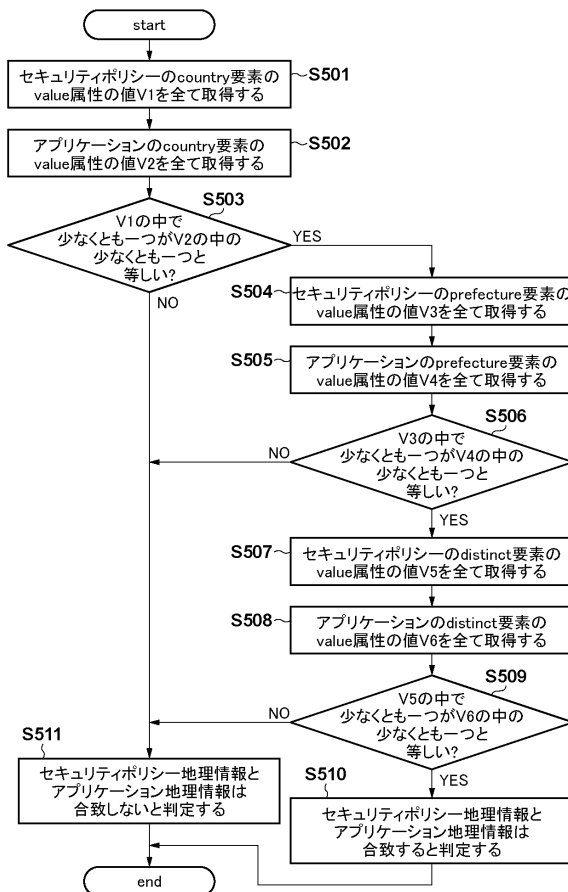 start
S501
セキュリティポリシーのcountry要素の
value属性の値V1を全て取得する
S502
アプリケーションのcountry要素の
value属性の値V2を全て取得する
S503
V1の中で
少なくとも一つがV2の中の
少なくとも一つと
等しい?
YES
NO
S504
セキュリティポリシーのprefecture要素の
value属性の値V3を全て取得する
S505
アプリケーションのprefecture要素の
value属性の値V4を全て取得する
S506
V3の中で
少なくとも一つがV4の中の
少なくとも一つと
等しい?
NO
YES
S507
セキュリティポリシーのdistinct要素の
value属性の値V5を全て取得する
S508
アプリケーションのdistinct要素の
value属性の値V6を全て取得する
S509
V5の中で
少なくとも一つがV6の中の
少なくとも一つと
等しい?
NO
YES
S511
セキュリティポリシー地理情報と
アプリケーション地理情報は
合致しないと判定する
S510
セキュリティポリシー地理情報と
アプリケーション地理情報は
合致すると判定する
end